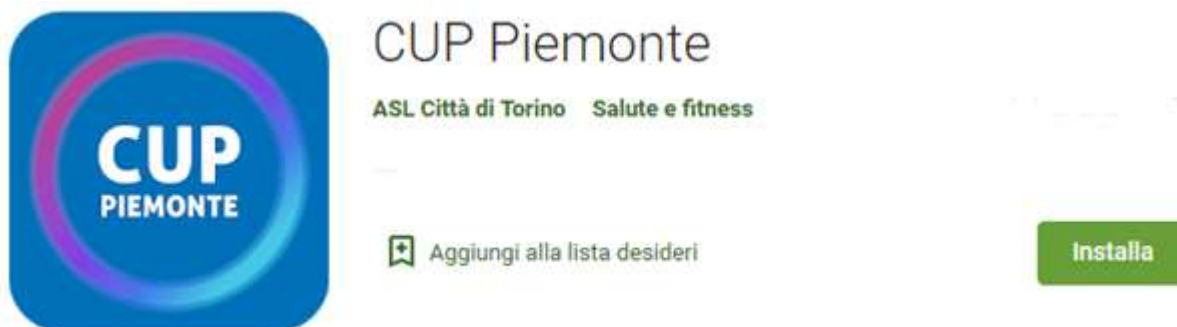 CUP
PIEMONTE
CUP Piemonte
ASL Città di Torino Salute e fitness
Aggiungi alla lista desideri
Installa